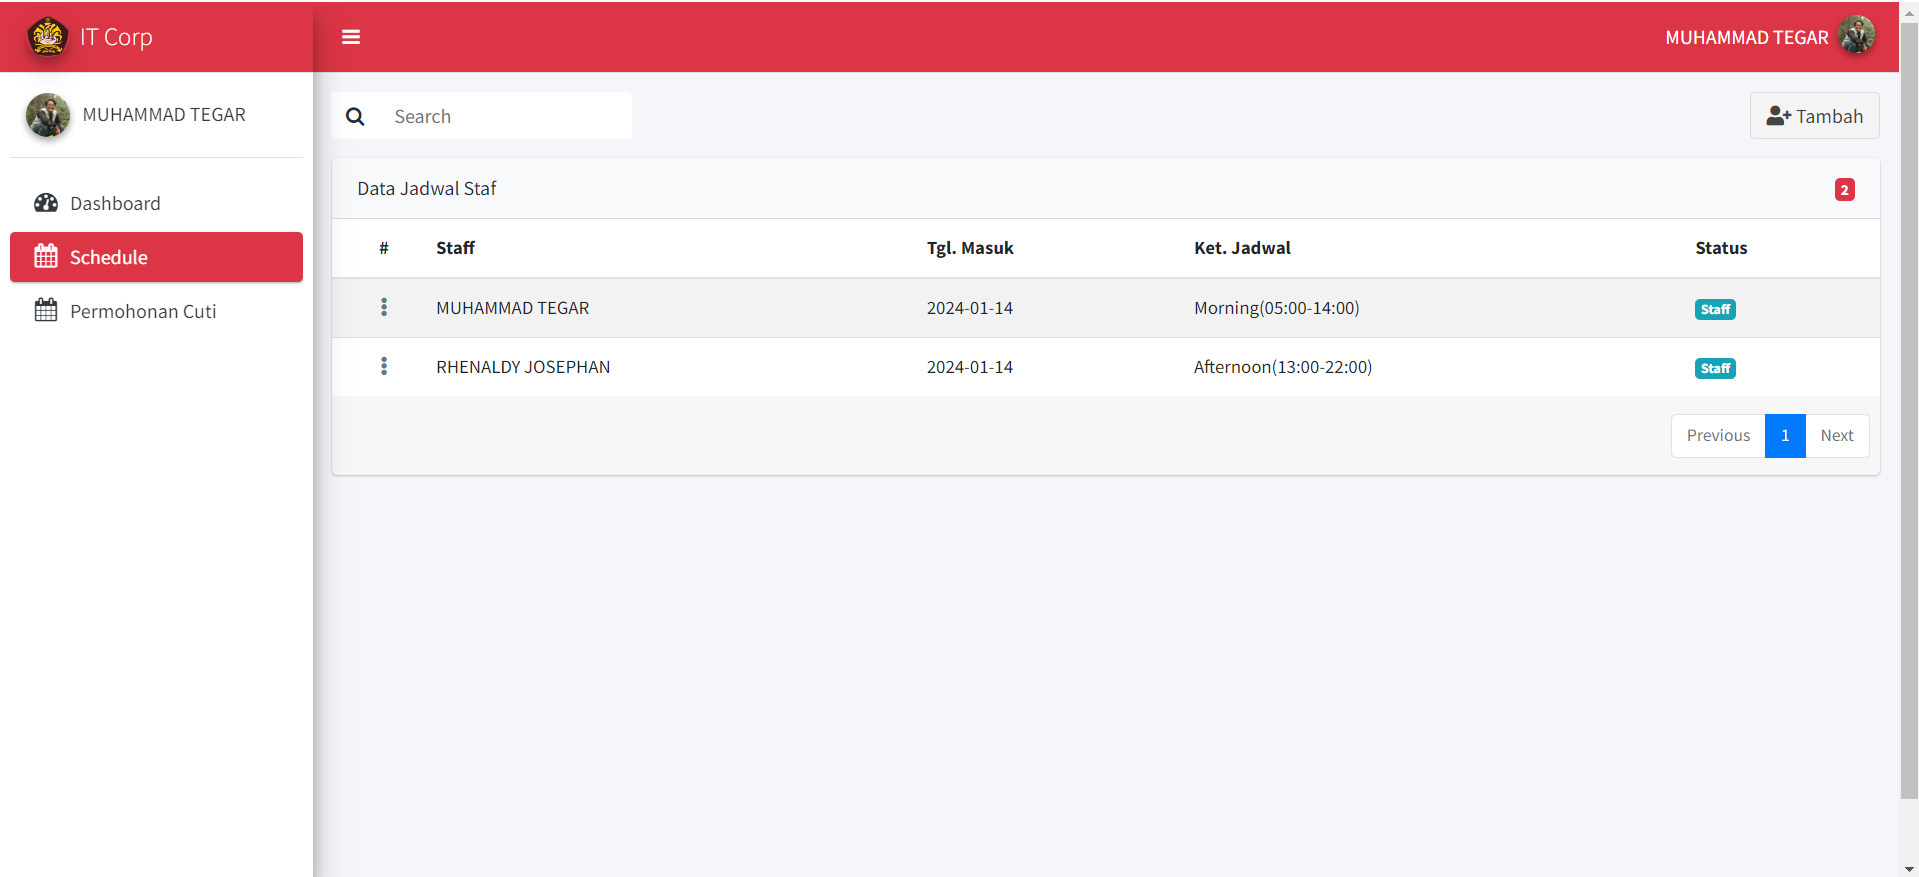 IT Corp
MUHAMMAD TEGAR
MUHAMMAD TEGAR
Dashboard
Schedule
Permohonan Cuti
Search
Tambah
Data Jadwal Staf 2
# Staff Tgl. Masuk Ket. Jadwal Status
MUHAMMAD TEGAR 2024-01-14 Morning(05:00-14:00) Staff
RHENALDY JOSEPHAN 2024-01-14 Afternoon(13:00-22:00) Staff
Previous 1 Next